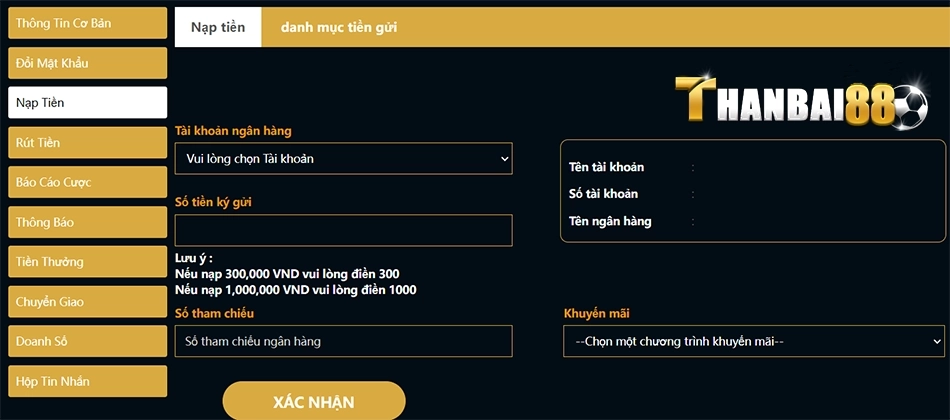 Thông Tin Cơ Bản
Đổi Mật Khẩu
Nạp Tiền
Rút Tiền
Báo Cáo Cược
Thông Báo
Tiền Thưởng
Chuyển Giao
Doanh Số
Hộp Tin Nhắn
Nạp tiền
danh mục tiền gửi
THANBAI88
Tài khoản ngân hàng
Vui lòng chọn Tài khoản
Tên tài khoản :
Số tài khoản :
Tên ngân hàng :
Số tiền ký gửi
Lưu ý :
Nếu nạp 300,000 VND vui lòng điền 300
Nếu nạp 1,000,000 VND vui lòng điền 1000
Số tham chiếu
Số tham chiếu ngân hàng
Khuyến mãi
--Chọn một chương trình khuyến mãi--
XÁC NHẬN